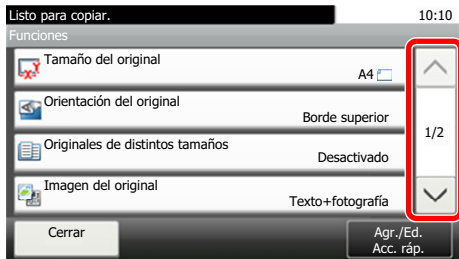 Listo para copiar.
10:10
Funciones
Tamaño del original
A4
Orientación del original
Borde superior
1/2
Originales de distintos tamaños
Desactivado
Imagen del original
Texto+fotografía
Cerrar
Agr./Ed.
Acc. ráp.